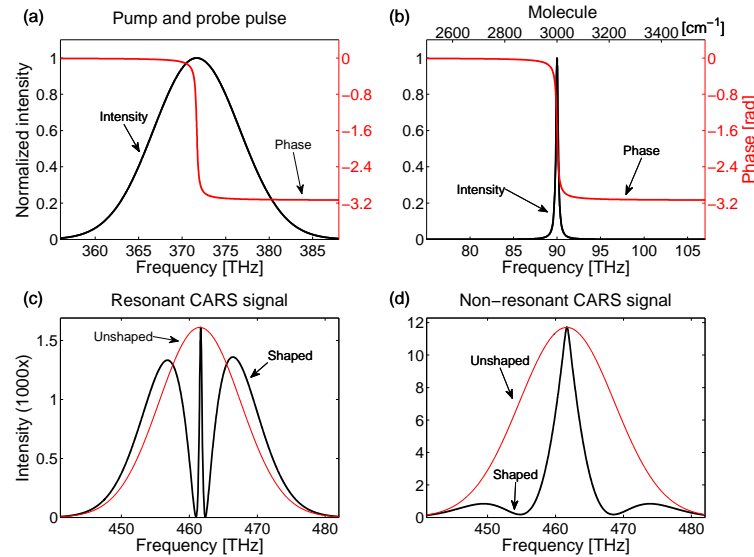 (a) Pump and probe pulse
Normalized intensity
1
0.8
0.6
0.4
0.2
0
0
−0.8
−1.6
−2.4
−3.2
Intensity
Phase
360 365 370 375 380 385
Frequency [THz]
(b) Molecule
2600 2800 3000 3200 3400 [cm⁻¹]
1
0.8
0.6
0.4
0.2
0
0
−0.8
−1.6
−2.4
−3.2
Phase [rad]
Phase
Intensity
80 85 90 95 100 105
Frequency [THz]
(c) Resonant CARS signal
Intensity (1000x)
1.5
1
0.5
0
Unshaped
Shaped
450 460 470 480
Frequency [THz]
(d) Non−resonant CARS signal
12
10
8
6
4
2
0
Unshaped
Shaped
450 460 470 480
Frequency [THz]